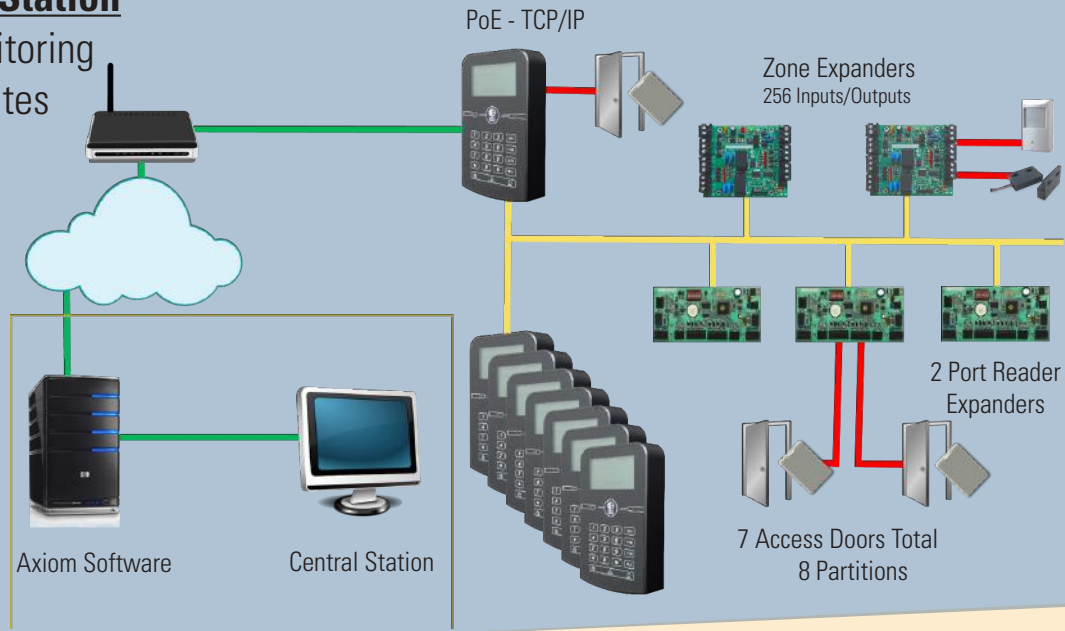 Station
itoring
tes
PoE - TCP/IP
Zone Expanders
256 Inputs/Outputs
2 Port Reader
Expanders
7 Access Doors Total
8 Partitions
Axiom Software
Central Station